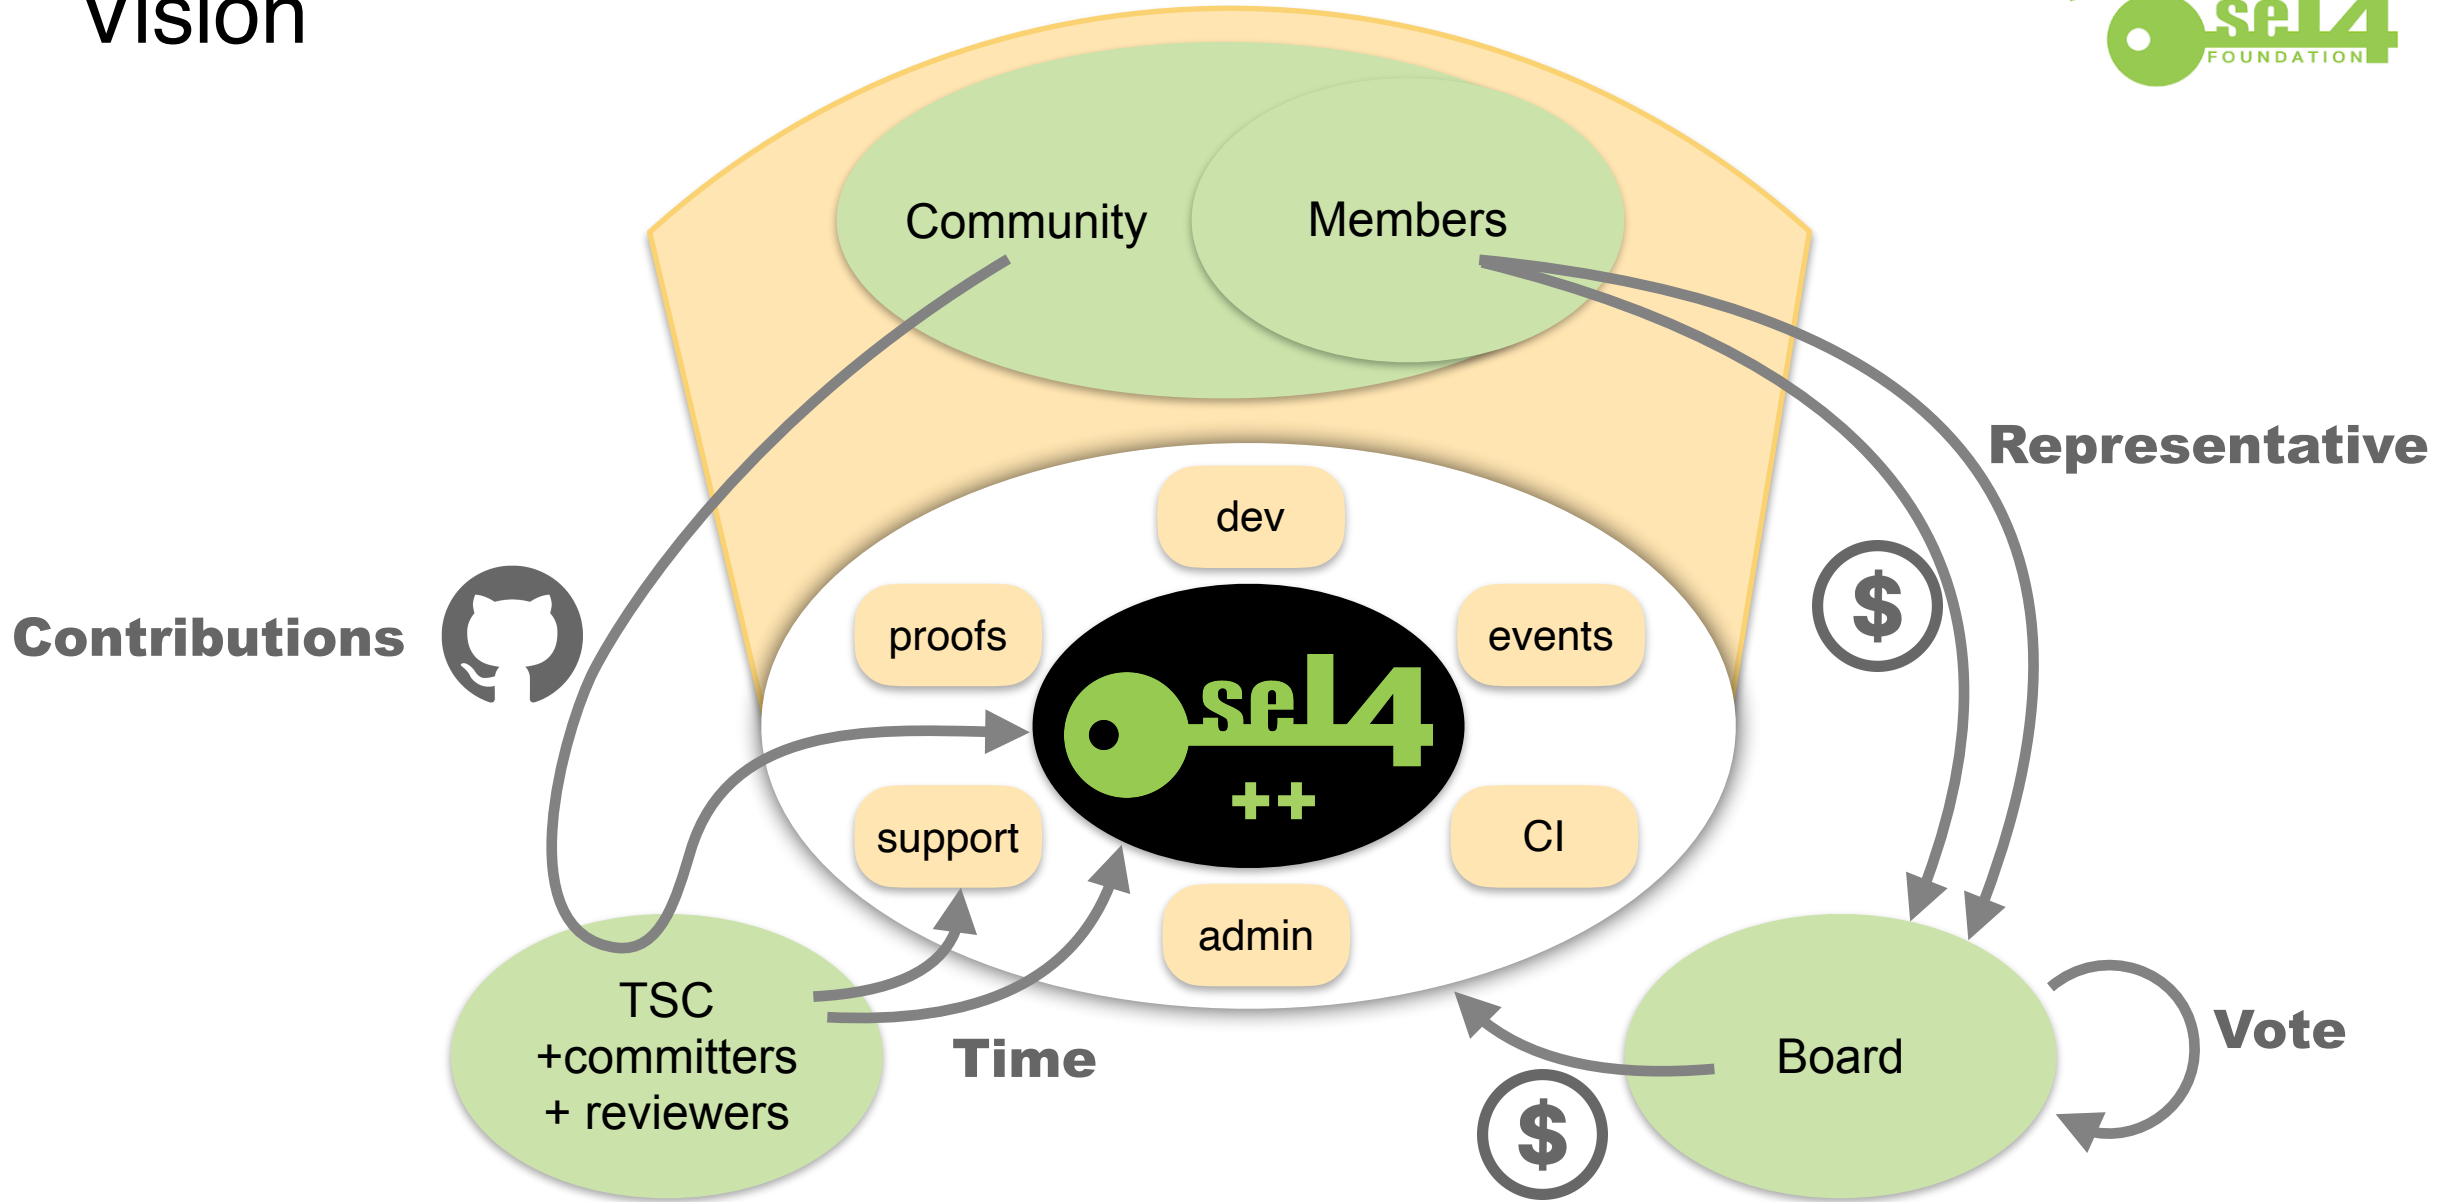 Vision
seL4
FOUNDATION
Community
Members
Representative
dev
$
proofs
events
Contributions
seL4
++
support
CI
admin
TSC
+committers
+ reviewers
Time
Board
Vote
$